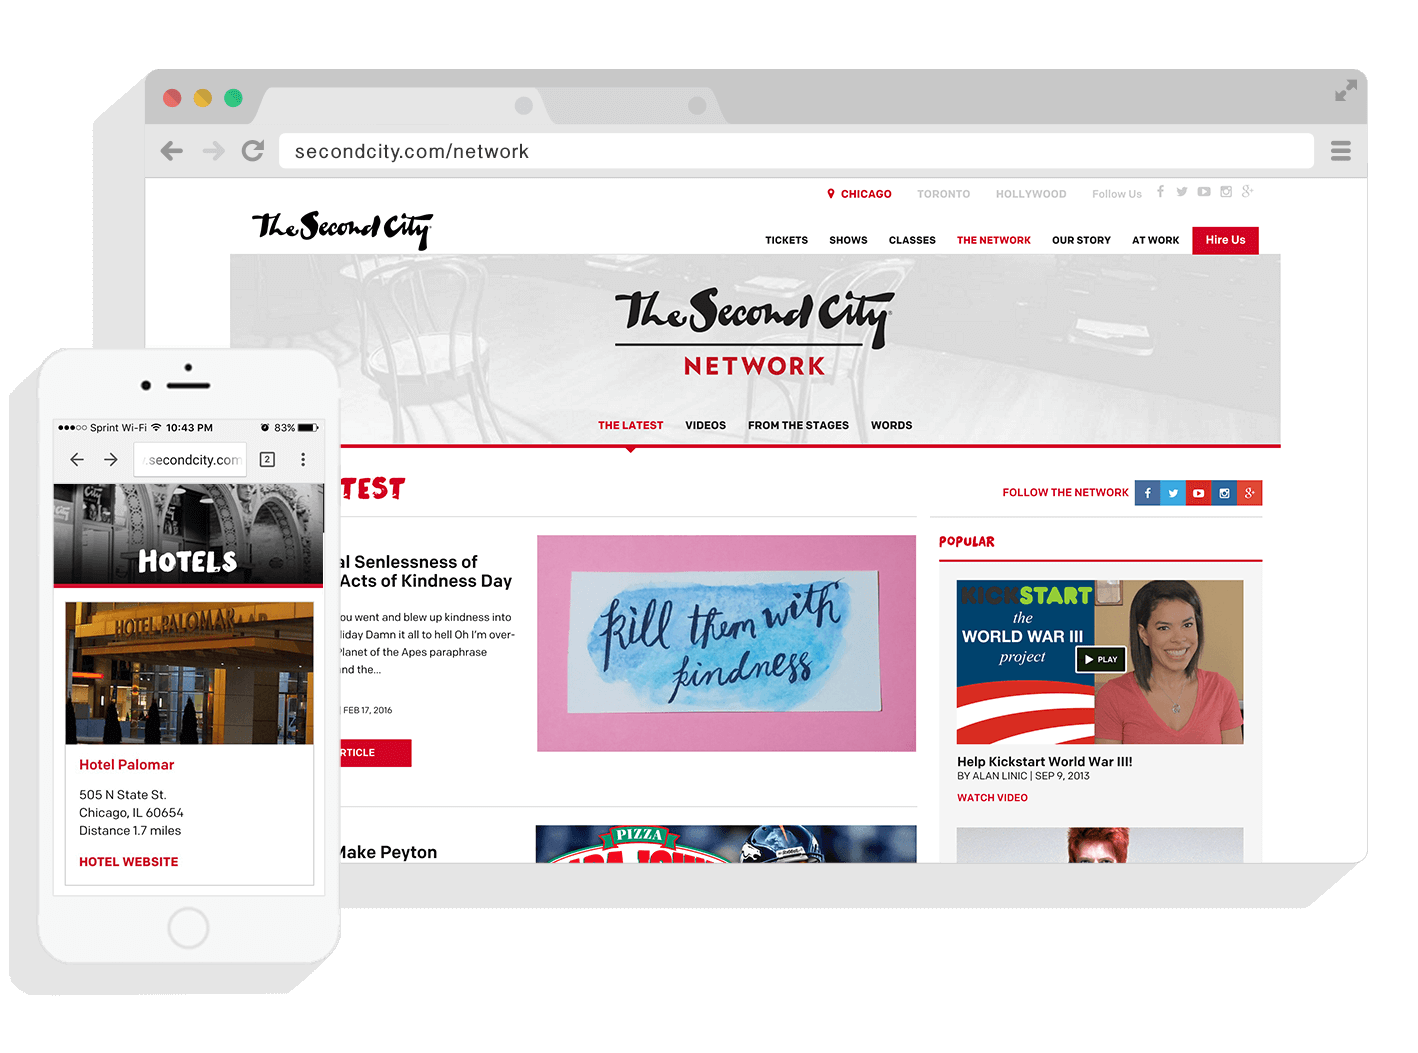 secondcity.com/network
CHICAGO TORONTO HOLLYWOOD Follow Us
The Second City
TICKETS SHOWS CLASSES THE NETWORK OUR STORY AT WORK Hire Us
The Second City
NETWORK
THE LATEST VIDEOS FROM THE STAGES WORDS
TEST
FOLLOW THE NETWORK
al Senlessness of
Acts of Kindness Day
ou went and blew up kindness into
liday Damn it all to hell Oh I'm over-
Planet of the Apes paraphrase
nd the...
| FEB 17, 2016
RTICLE
kill them with
kindness
Make Peyton
PIZZA
POPULAR
KICKSTART
the
WORLD WAR III
project
PLAY
Help Kickstart World War III!
BY ALAN LINIC | SEP 9, 2013
WATCH VIDEO
Sprint Wi-Fi 10:43 PM 83%
.secondcity.com 2
City
HOTELS
HOTEL PALOMAR
Hotel Palomar
505 N State St.
Chicago, IL 60654
Distance 1.7 miles
HOTEL WEBSITE